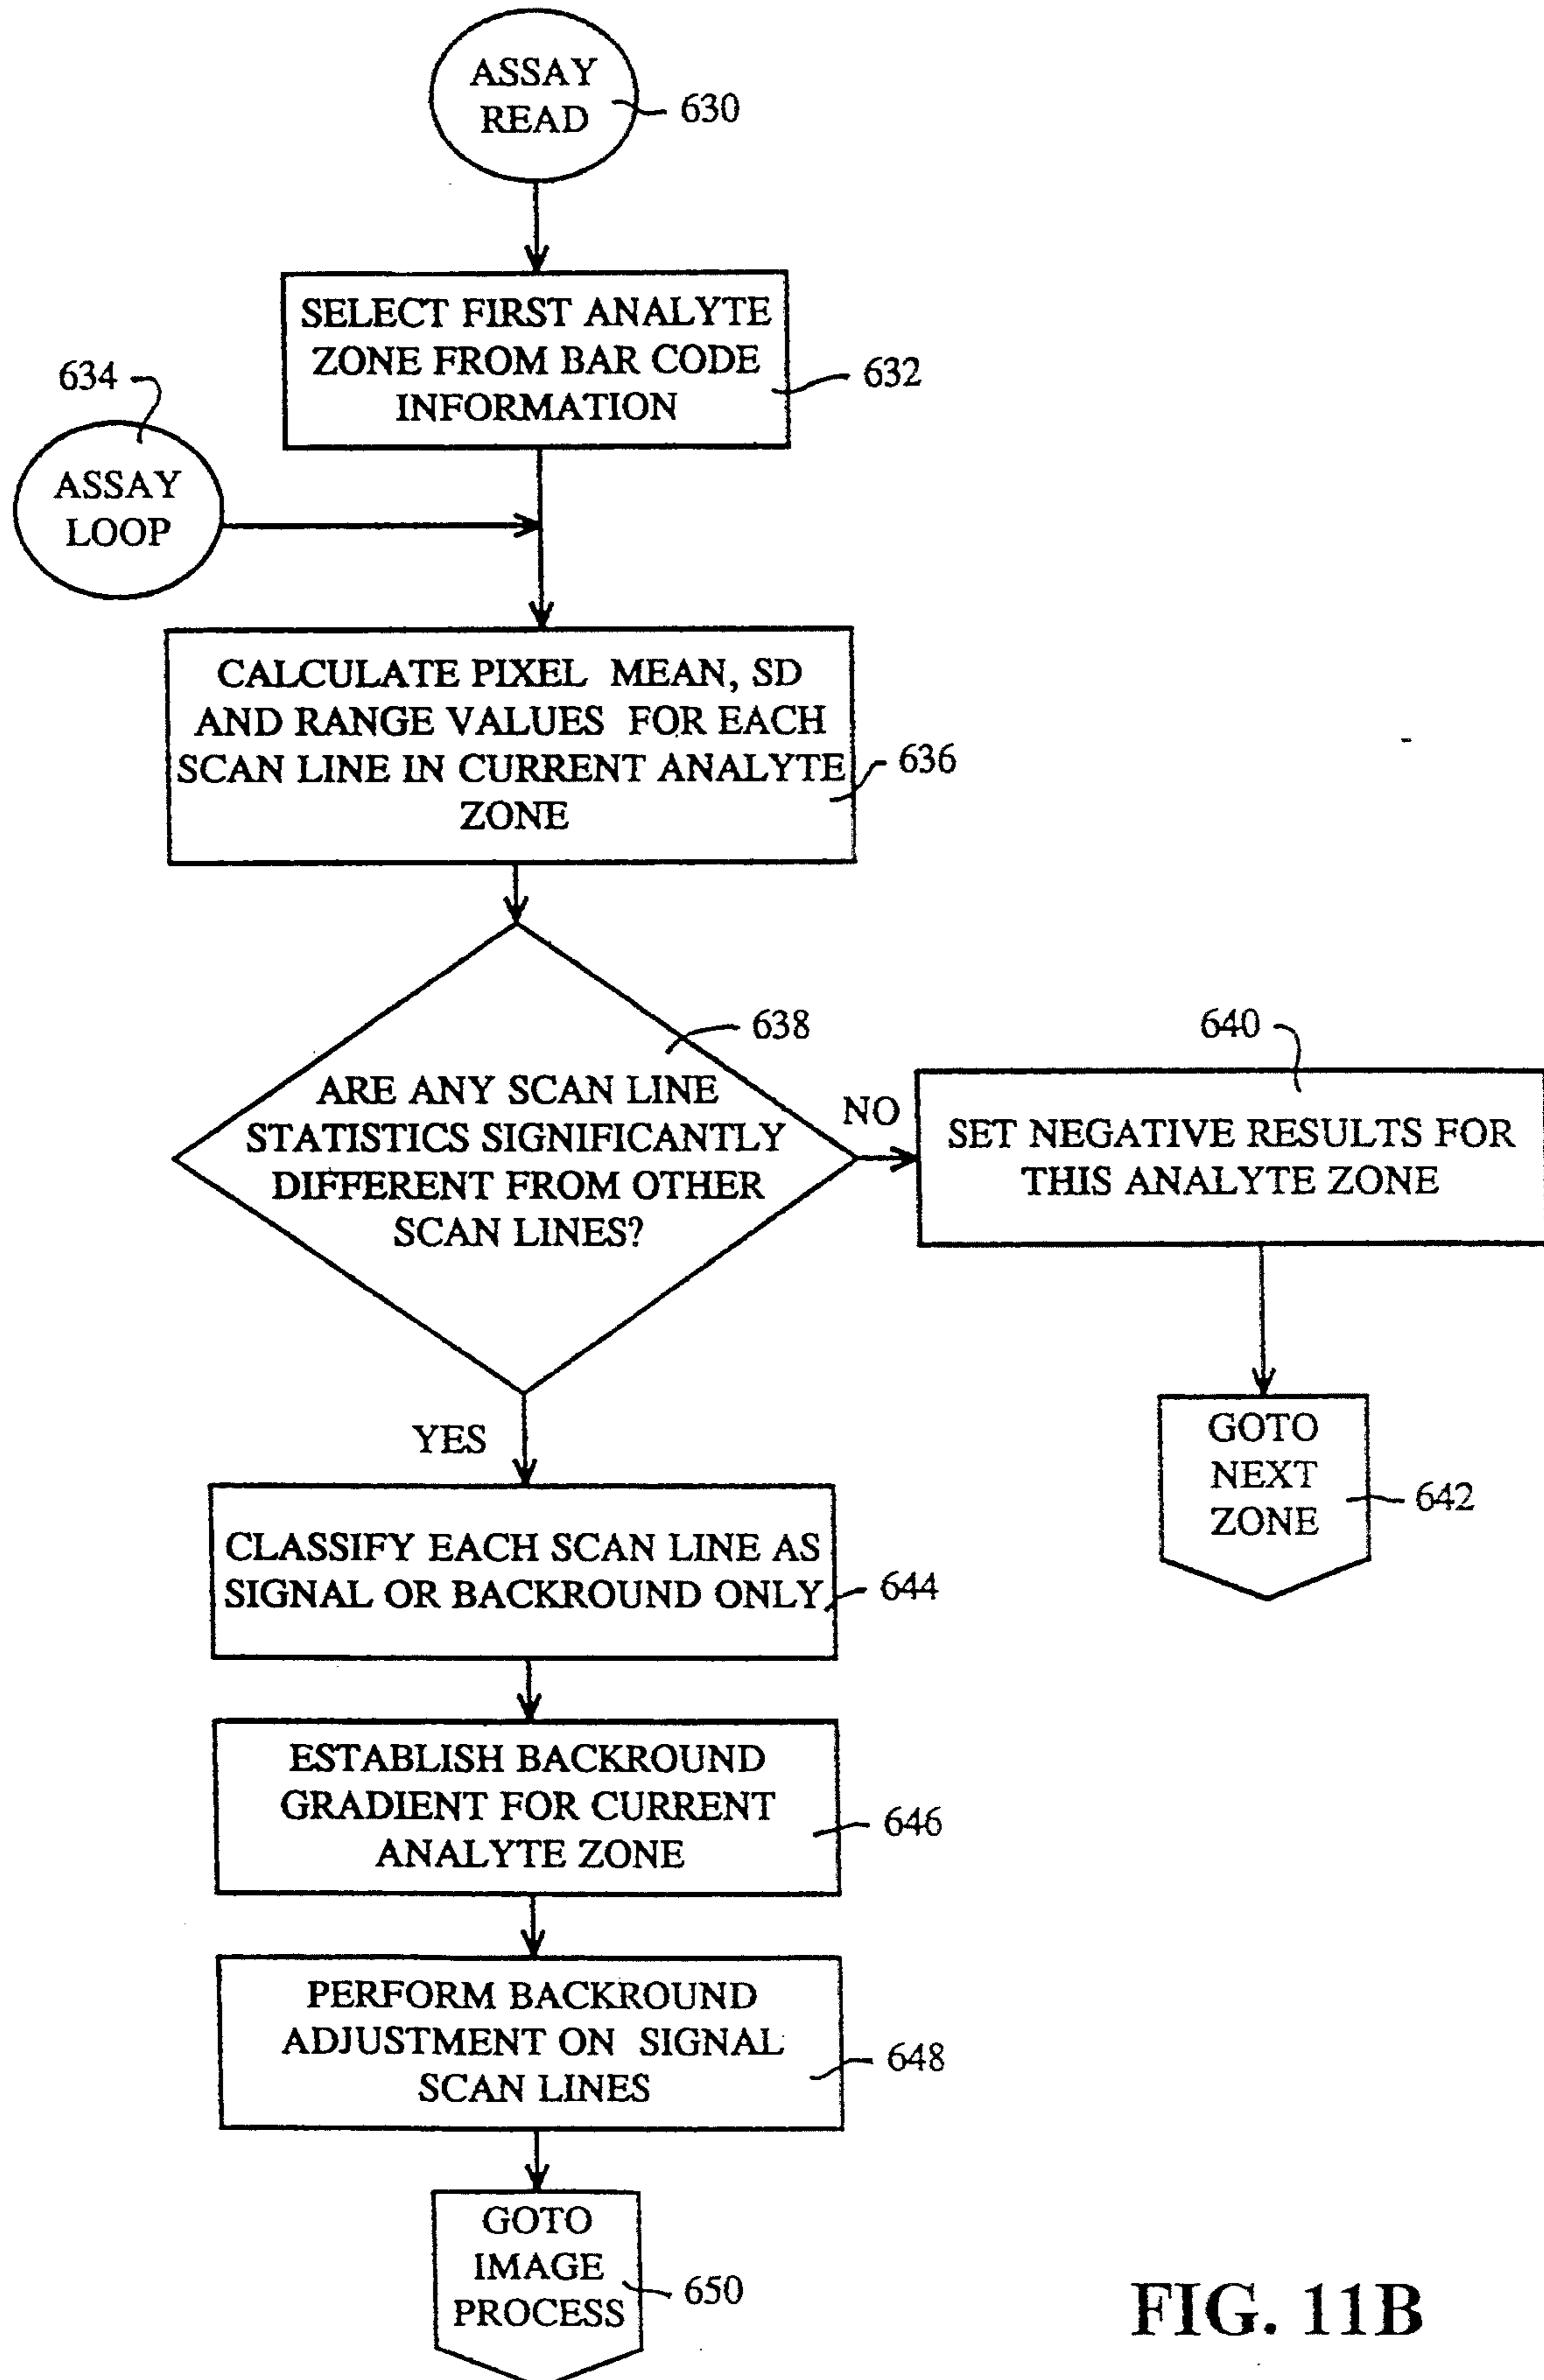 ASSAY
READ
630
SELECT FIRST ANALYTE
ZONE FROM BAR CODE
INFORMATION
632
634
ASSAY
LOOP
CALCULATE PIXEL MEAN, SD
AND RANGE VALUES FOR EACH
SCAN LINE IN CURRENT ANALYTE
ZONE
636
638
ARE ANY SCAN LINE
STATISTICS SIGNIFICANTLY
DIFFERENT FROM OTHER
SCAN LINES?
NO
640
SET NEGATIVE RESULTS FOR
THIS ANALYTE ZONE
GOTO
NEXT
ZONE
642
YES
CLASSIFY EACH SCAN LINE AS
SIGNAL OR BACKROUND ONLY
644
ESTABLISH BACKROUND
GRADIENT FOR CURRENT
ANALYTE ZONE
646
PERFORM BACKROUND
ADJUSTMENT ON SIGNAL
SCAN LINES
648
GOTO
IMAGE
PROCESS
650
FIG. 11B